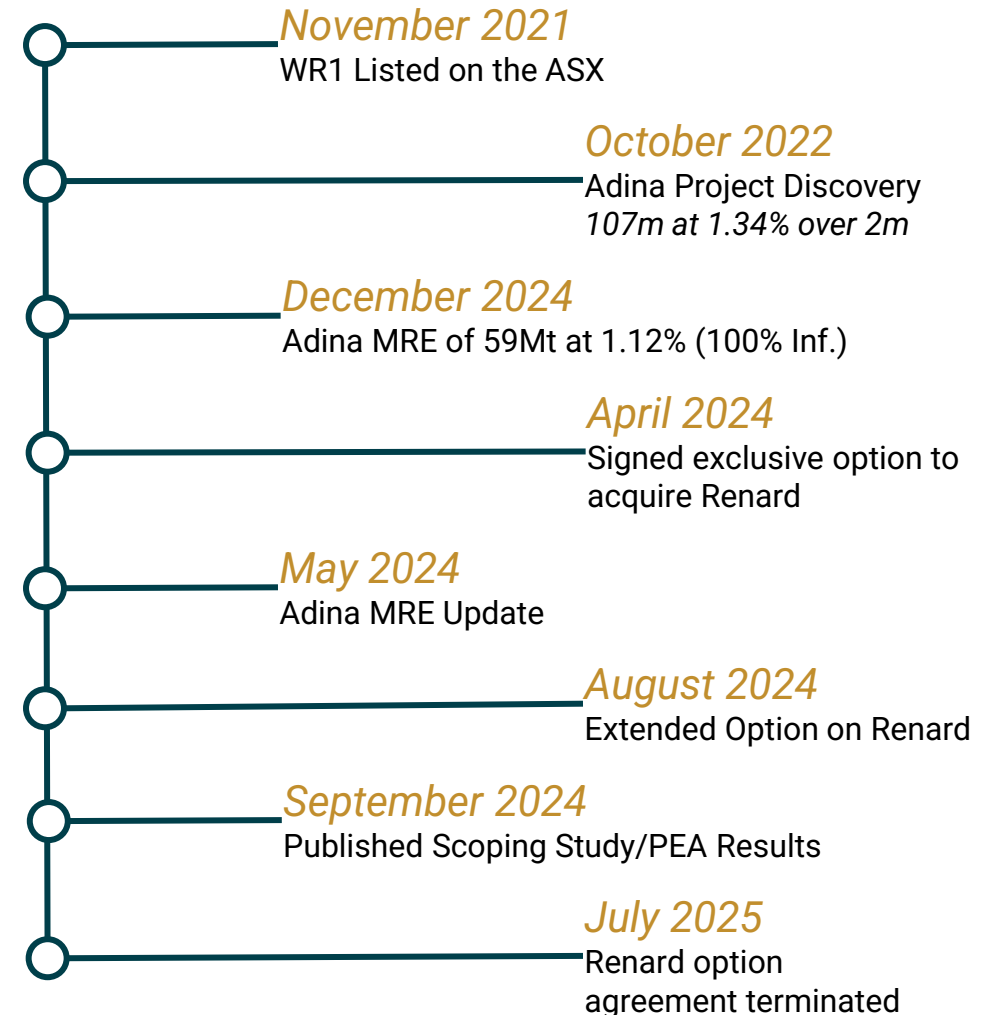 November 2021
WR1 Listed on the ASX
October 2022
Adina Project Discovery
107m at 1.34% over 2m
December 2024
Adina MRE of 59Mt at 1.12% (100% Inf.)
April 2024
Signed exclusive option to
acquire Renard
May 2024
Adina MRE Update
August 2024
Extended Option on Renard
September 2024
Published Scoping Study/PEA Results
July 2025
Renard option
agreement terminated